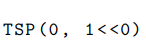 TSP(0, 1<<0)